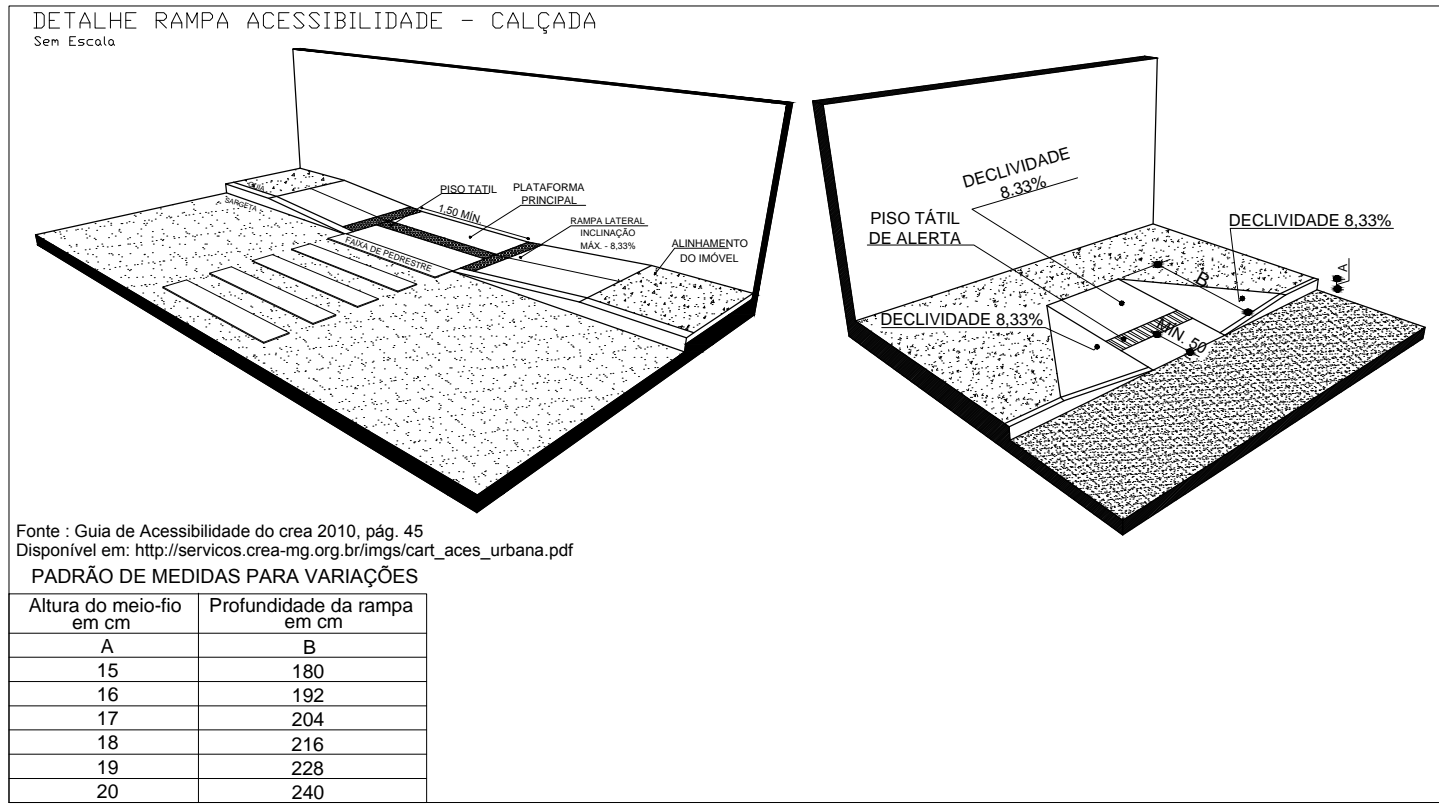 DETALHE RAMPA ACESSIBILIDADE - CALÇADA
Sem Escala
GUIA
SARGETA
PISO TATIL
1,50 MÍN.
PLATAFORMA
PRINCIPAL
RAMPA LATERAL
INCLINAÇÃO
MÁX. - 8,33%
FAIXA DE PEDRESTRE
ALINHAMENTO
DO IMÓVEL
DECLIVIDADE
8.33%
PISO TÁTIL
DE ALERTA
DECLIVIDADE 8,33%
A
B
DECLIVIDADE 8,33%
MIN. 50
Fonte : Guia de Acessibilidade do crea 2010, pág. 45
Disponível em: http://servicos.crea-mg.org.br/imgs/cart_aces_urbana.pdf
PADRÃO DE MEDIDAS PARA VARIAÇÕES
Altura do meio-fio
em cm
Profundidade da rampa
em cm
A B
15 180
16 192
17 204
18 216
19 228
20 240